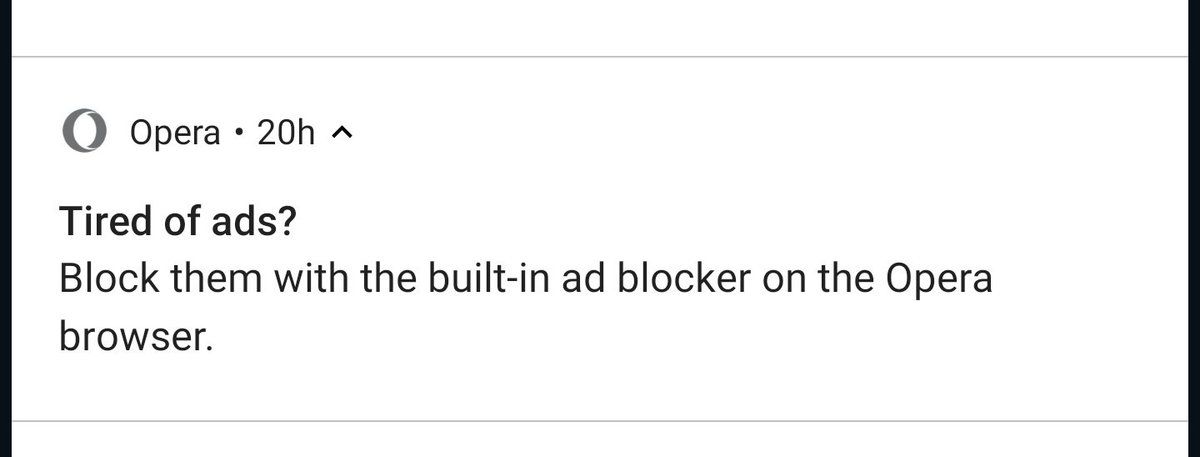 Opera • 20h
Tired of ads?
Block them with the built-in ad blocker on the Opera
browser.